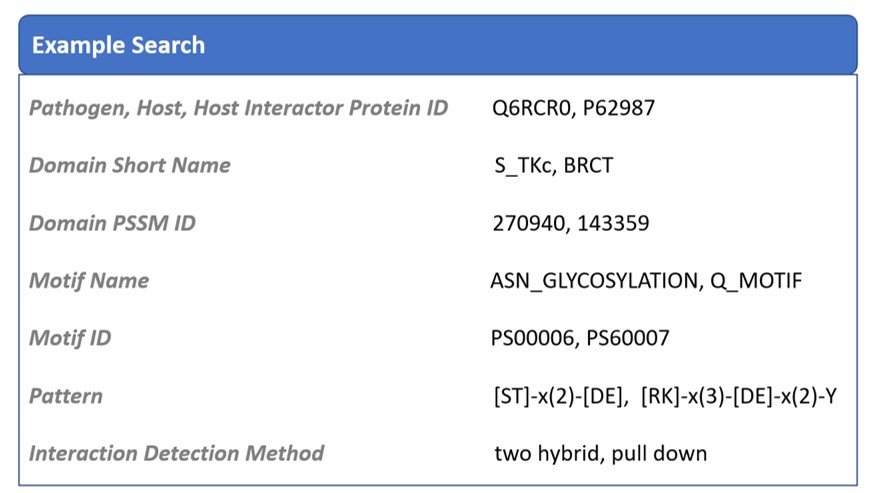 Example Search
Pathogen, Host, Host Interactor Protein ID Q6RCR0, P62987
Domain Short Name S_TKc, BRCT
Domain PSSM ID 270940, 143359
Motif Name ASN_GLYCOSYLATION, Q_MOTIF
Motif ID PS00006, PS60007
Pattern [ST]-x(2)-[DE], [RK]-x(3)-[DE]-x(2)-Y
Interaction Detection Method two hybrid, pull down